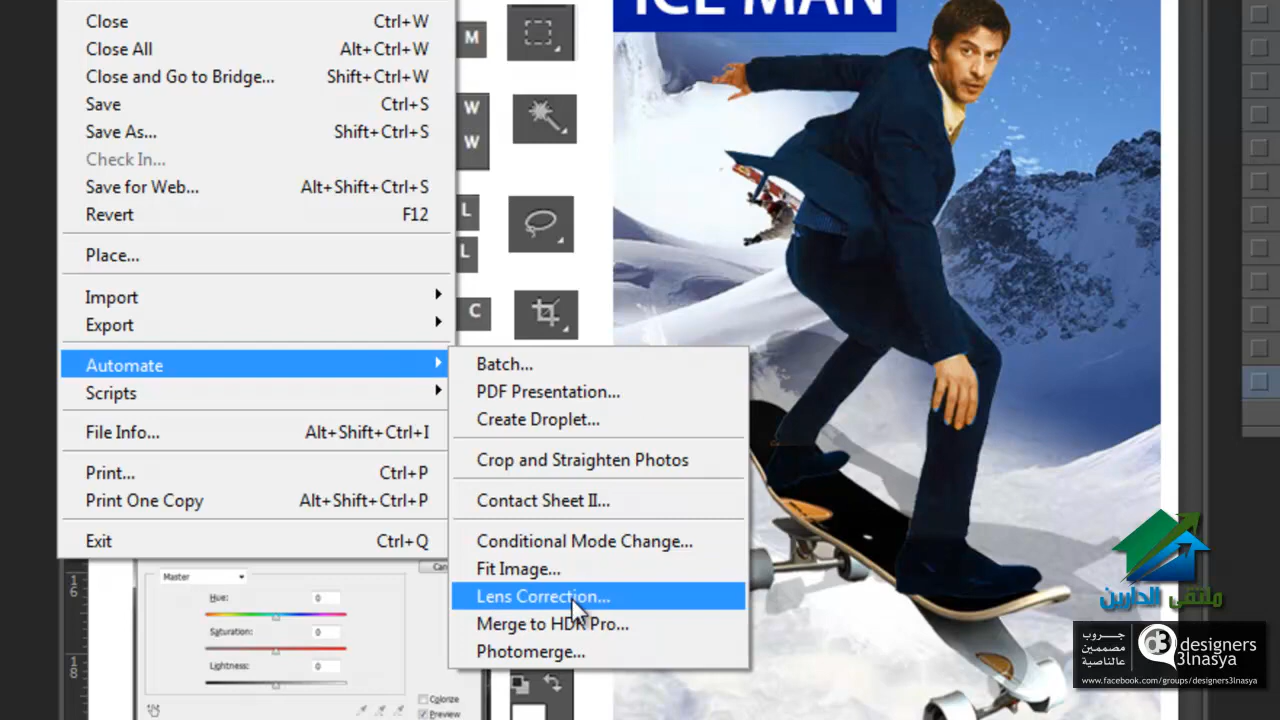 ICE MAN
Close Ctrl+W
Close All Alt+Ctrl+W
Close and Go to Bridge... Shift+Ctrl+W
Save Ctrl+S
Save As... Shift+Ctrl+S
Check In...
Save for Web... Alt+Shift+Ctrl+S
Revert F12
Place...
Import
Export
Automate
Scripts
File Info... Alt+Shift+Ctrl+I
Print... Ctrl+P
Print One Copy Alt+Shift+Ctrl+P
Exit Ctrl+Q
M
W
W
L
L
C
Batch...
PDF Presentation...
Create Droplet...
Crop and Straighten Photos
Contact Sheet II...
Conditional Mode Change...
Fit Image...
Lens Correction...
Merge to HDR Pro...
Photomerge...
16
18
Master
Can
Hue: 0
Saturation: 0
Lightness: 0
Colorize
Preview
ملتقى الدارين
جروب
مصممين
عالناصية
d3 designers
3lnasya
www.facebook.com/groups/designers3lnasya